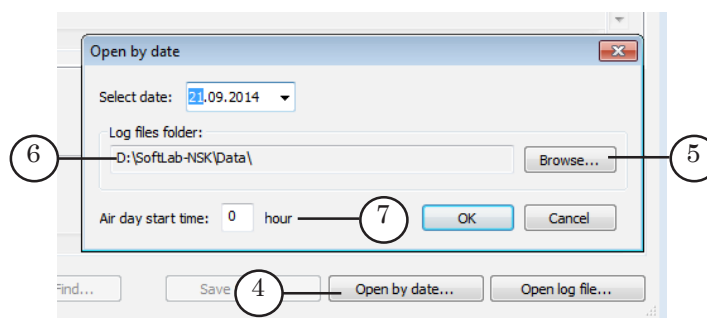 Open by date
Select date: 21.09.2014
Log files folder:
6 D:\SoftLab-NSK\Data\ Browse... 5
Air day start time: 0 hour 7 OK Cancel
Find... Save 4 Open by date... Open log file...